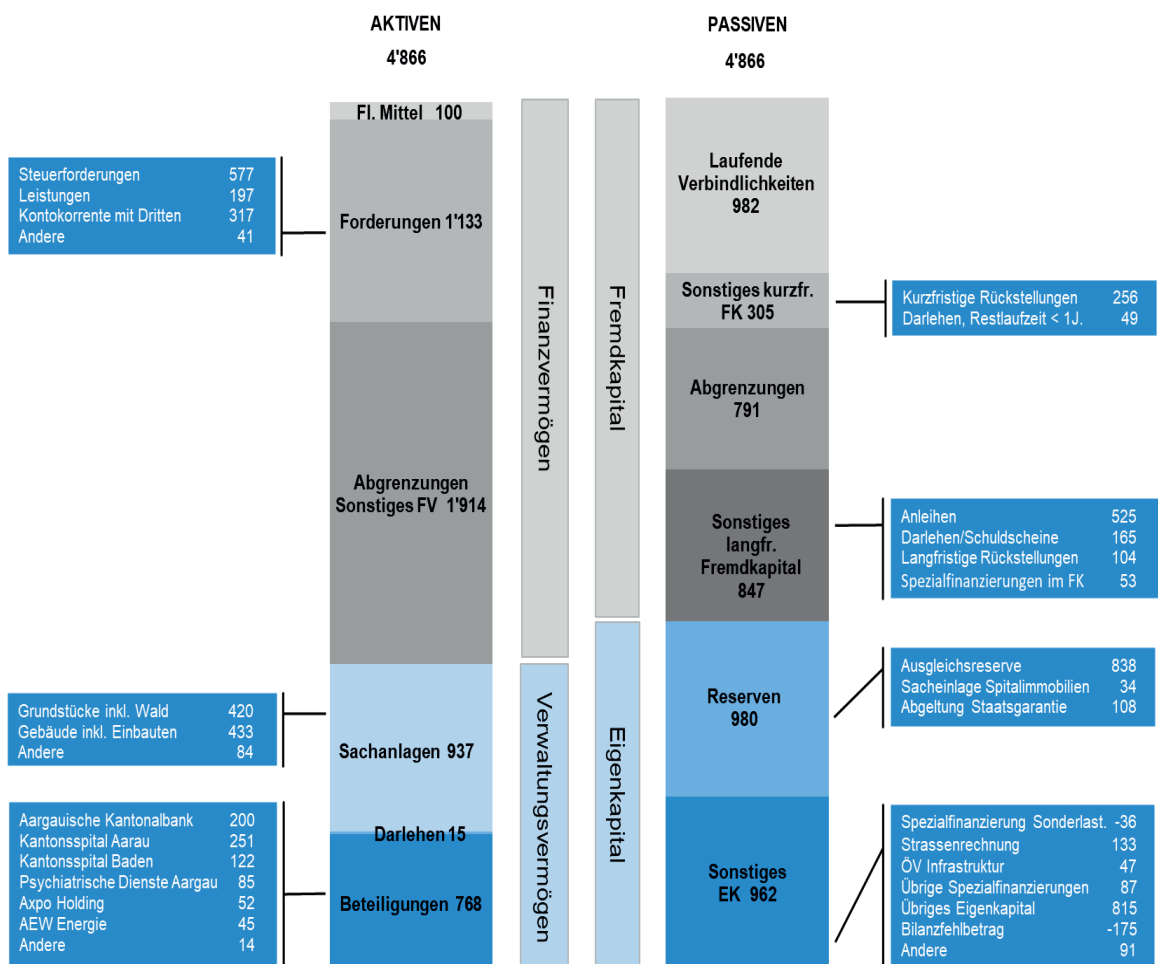 AKTIVEN
4'866
PASSIVEN
4'866
Fl. Mittel 100
Steuerforderungen 577
Leistungen 197
Kontokorrente mit Dritten 317
Andere 41
Forderungen 1'133
Abgrenzungen
Sonstiges FV 1'914
Grundstücke inkl. Wald 420
Gebäude inkl. Einbauten 433
Andere 84
Sachanlagen 937
Darlehen 15
Aargauische Kantonalbank 200
Kantonsspital Aarau 251
Kantonsspital Baden 122
Psychiatrische Dienste Aargau 85
Axpo Holding 52
AEW Energie 45
Andere 14
Beteiligungen 768
Finanzvermögen
Verwaltungsvermögen
Fremdkapital
Eigenkapital
Laufende
Verbindlichkeiten
982
Sonstiges kurzfr.
FK 305
Kurzfristige Rückstellungen 256
Darlehen, Restlaufzeit < 1J. 49
Abgrenzungen
791
Sonstiges
langfr.
Fremdkapital
847
Anleihen 525
Darlehen/Schuldscheine 165
Langfristige Rückstellungen 104
Spezialfinanzierungen im FK 53
Reserven
980
Ausgleichsreserve 838
Sacheinlage Spitalimmobilien 34
Abgeltung Staatsgarantie 108
Sonstiges
EK 962
Spezialfinanzierung Sonderlast. -36
Strassenrechnung 133
ÖV Infrastruktur 47
Übrige Spezialfinanzierungen 87
Übriges Eigenkapital 815
Bilanzfehlbetrag -175
Andere 91